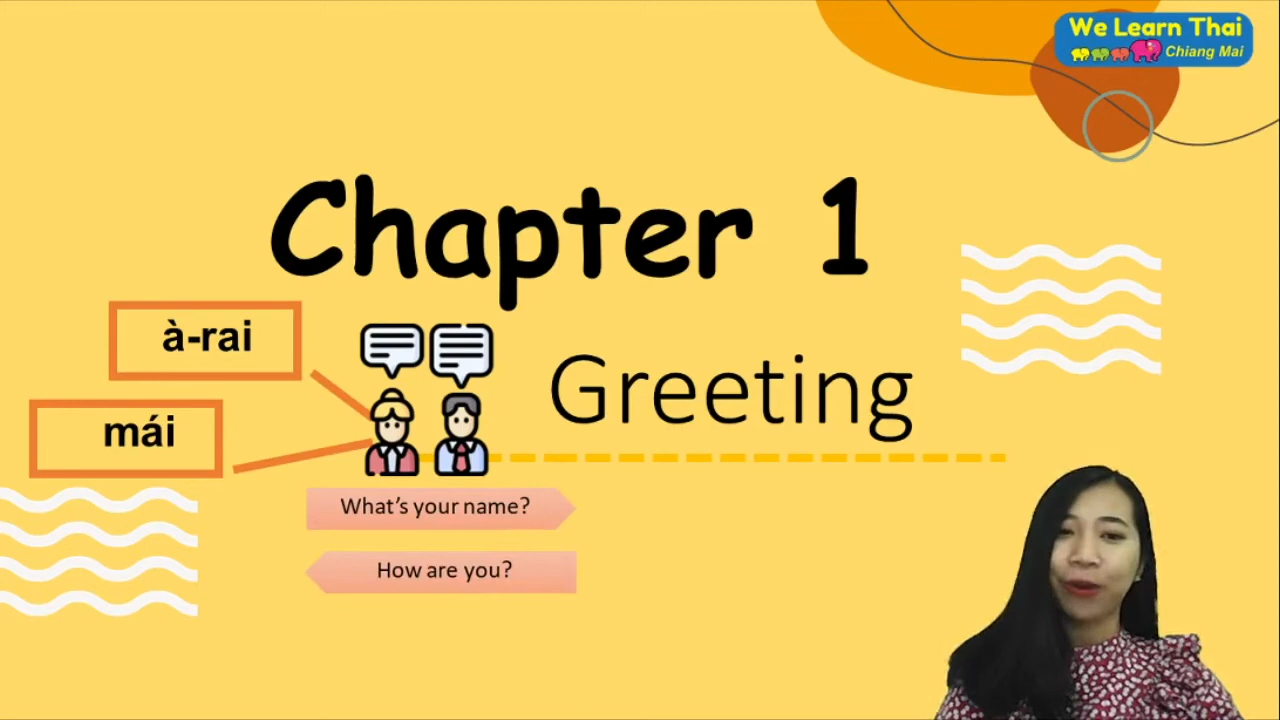 We Learn Thai
Chiang Mai
Chapter 1
Greeting
à-rai
mái
What's your name?
How are you?